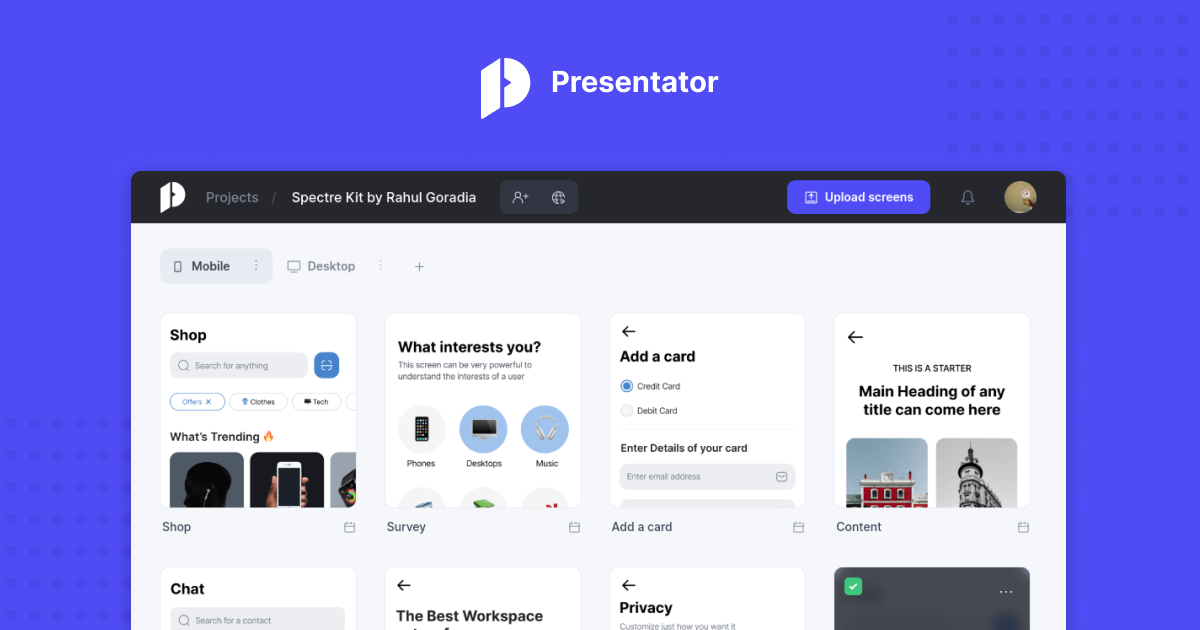 Presentator
Projects / Spectre Kit by Rahul Goradia
Upload screens
Mobile
Desktop
Shop
Search for anything
Offers
Clothes
Tech
What's Trending
Shop
What interests you?
This screen can be very powerful to
understand the interests of a user
Phones
Desktops
Music
Survey
Add a card
Credit Card
Debit Card
Enter Details of your card
Enter email address
Add a card
THIS IS A STARTER
Main Heading of any
title can come here
Content
Chat
Search for a contact
The Best Workspace
Privacy
Customize just how you want it